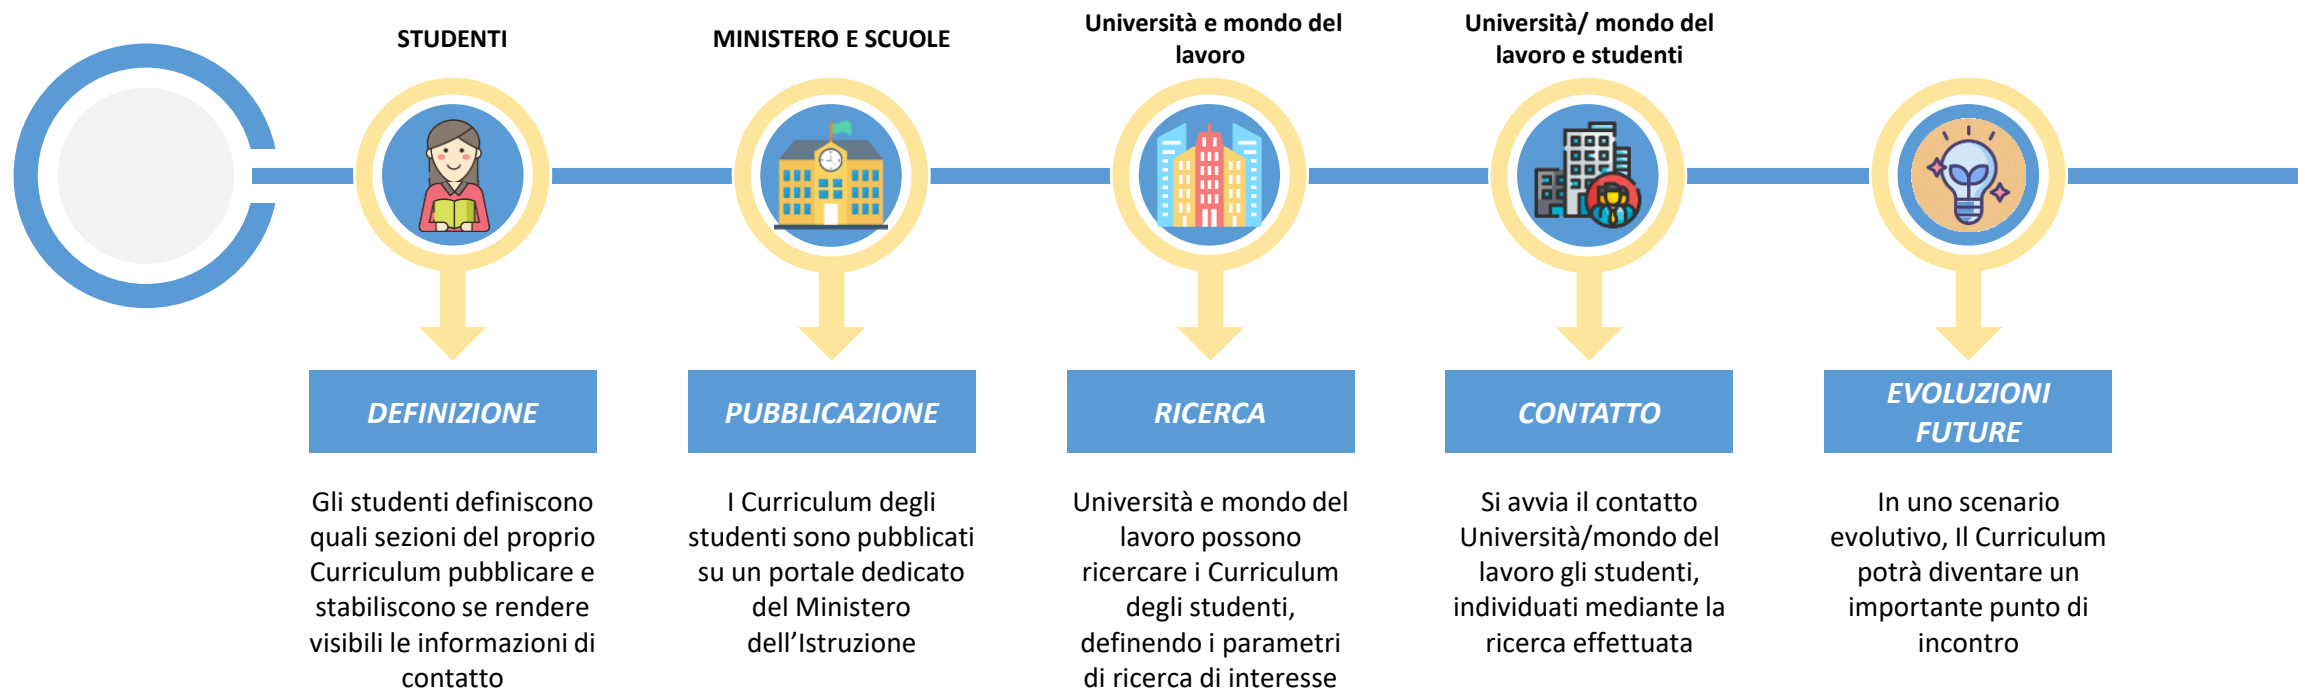 STUDENTI
MINISTERO E SCUOLE
Università e mondo del
lavoro
Università/ mondo del
lavoro e studenti
DEFINIZIONE
PUBBLICAZIONE
RICERCA
CONTATTO
EVOLUZIONI
FUTURE
Gli studenti definiscono
quali sezioni del proprio
Curriculum pubblicare e
stabiliscono se rendere
visibili le informazioni di
contatto
I Curriculum degli
studenti sono pubblicati
su un portale dedicato
del Ministero
dell’Istruzione
Università e mondo del
lavoro possono
ricercare i Curriculum
degli studenti,
definendo i parametri
di ricerca di interesse
Si avvia il contatto
Università/mondo del
lavoro gli studenti,
individuati mediante la
ricerca effettuata
In uno scenario
evolutivo, Il Curriculum
potrà diventare un
importante punto di
incontro